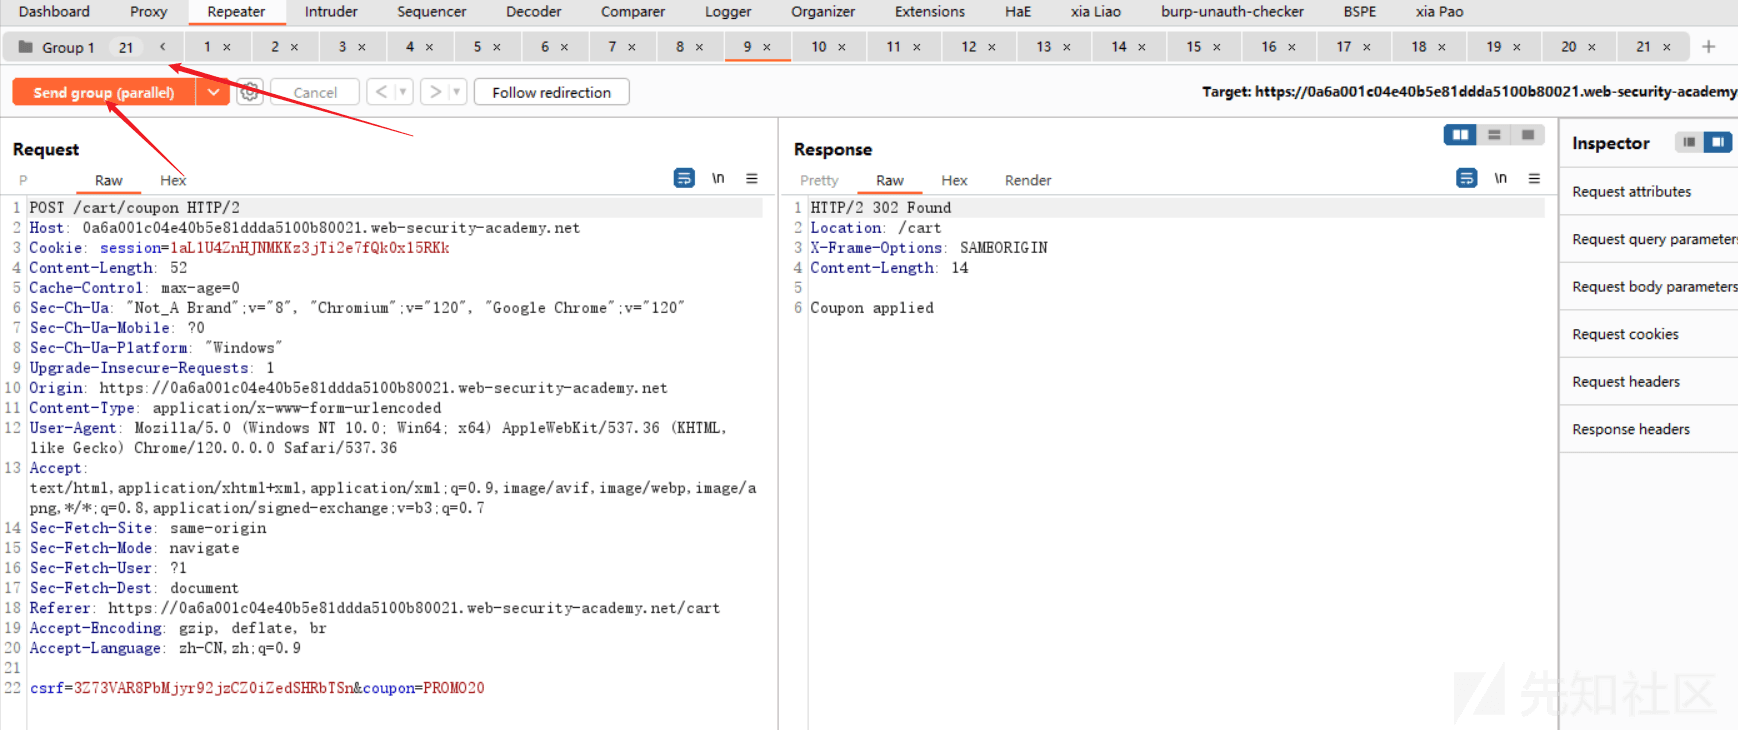 Dashboard Proxy Repeater Intruder Sequencer Decoder Comparer Logger Organizer Extensions HaE xia Liao burp-unauth-checker BSPE xia Pao
Group 1 21 < 1 × 2 × 3 × 4 × 5 × 6 × 7 × 8 × 9 × 10 × 11 × 12 × 13 × 14 × 15 × 16 × 17 × 18 × 19 × 20 × 21 × +
Send group (parallel) Cancel < > Follow redirection Target: https://0a6a001c04e40b5e81ddda5100b80021.web-security-academy
Request
P Raw Hex \n
1 POST /cart/coupon HTTP/2
2 Host: 0a6a001c04e40b5e81ddda5100b80021.web-security-academy.net
3 Cookie: session=1aL1U4ZnHJNMKKz3jTi2e7fQk0x15RKk
4 Content-Length: 52
5 Cache-Control: max-age=0
6 Sec-Ch-Ua: "Not_A Brand";v="8", "Chromium";v="120", "Google Chrome";v="120"
7 Sec-Ch-Ua-Mobile: ?0
8 Sec-Ch-Ua-Platform: "Windows"
9 Upgrade-Insecure-Requests: 1
10 Origin: https://0a6a001c04e40b5e81ddda5100b80021.web-security-academy.net
11 Content-Type: application/x-www-form-urlencoded
12 User-Agent: Mozilla/5.0 (Windows NT 10.0; Win64; x64) AppleWebKit/537.36 (KHTML,
like Gecko) Chrome/120.0.0.0 Safari/537.36
13 Accept:
text/html,application/xhtml+xml,application/xml;q=0.9,image/avif,image/webp,image/a
png,*/*;q=0.8,application/signed-exchange;v=b3;q=0.7
14 Sec-Fetch-Site: same-origin
15 Sec-Fetch-Mode: navigate
16 Sec-Fetch-User: ?1
17 Sec-Fetch-Dest: document
18 Referer: https://0a6a001c04e40b5e81ddda5100b80021.web-security-academy.net/cart
19 Accept-Encoding: gzip, deflate, br
20 Accept-Language: zh-CN,zh;q=0.9
21
22 csrf=3Z73VAR8PbMjyr92jzCZ0iZedSHRbTSn&coupon=PROMO20
Response
Pretty Raw Hex Render \n
1 HTTP/2 302 Found
2 Location: /cart
3 X-Frame-Options: SAMEORIGIN
4 Content-Length: 14
5
6 Coupon applied
Inspector
Request attributes
Request query parameters
Request body parameters
Request cookies
Request headers
Response headers
先知社区